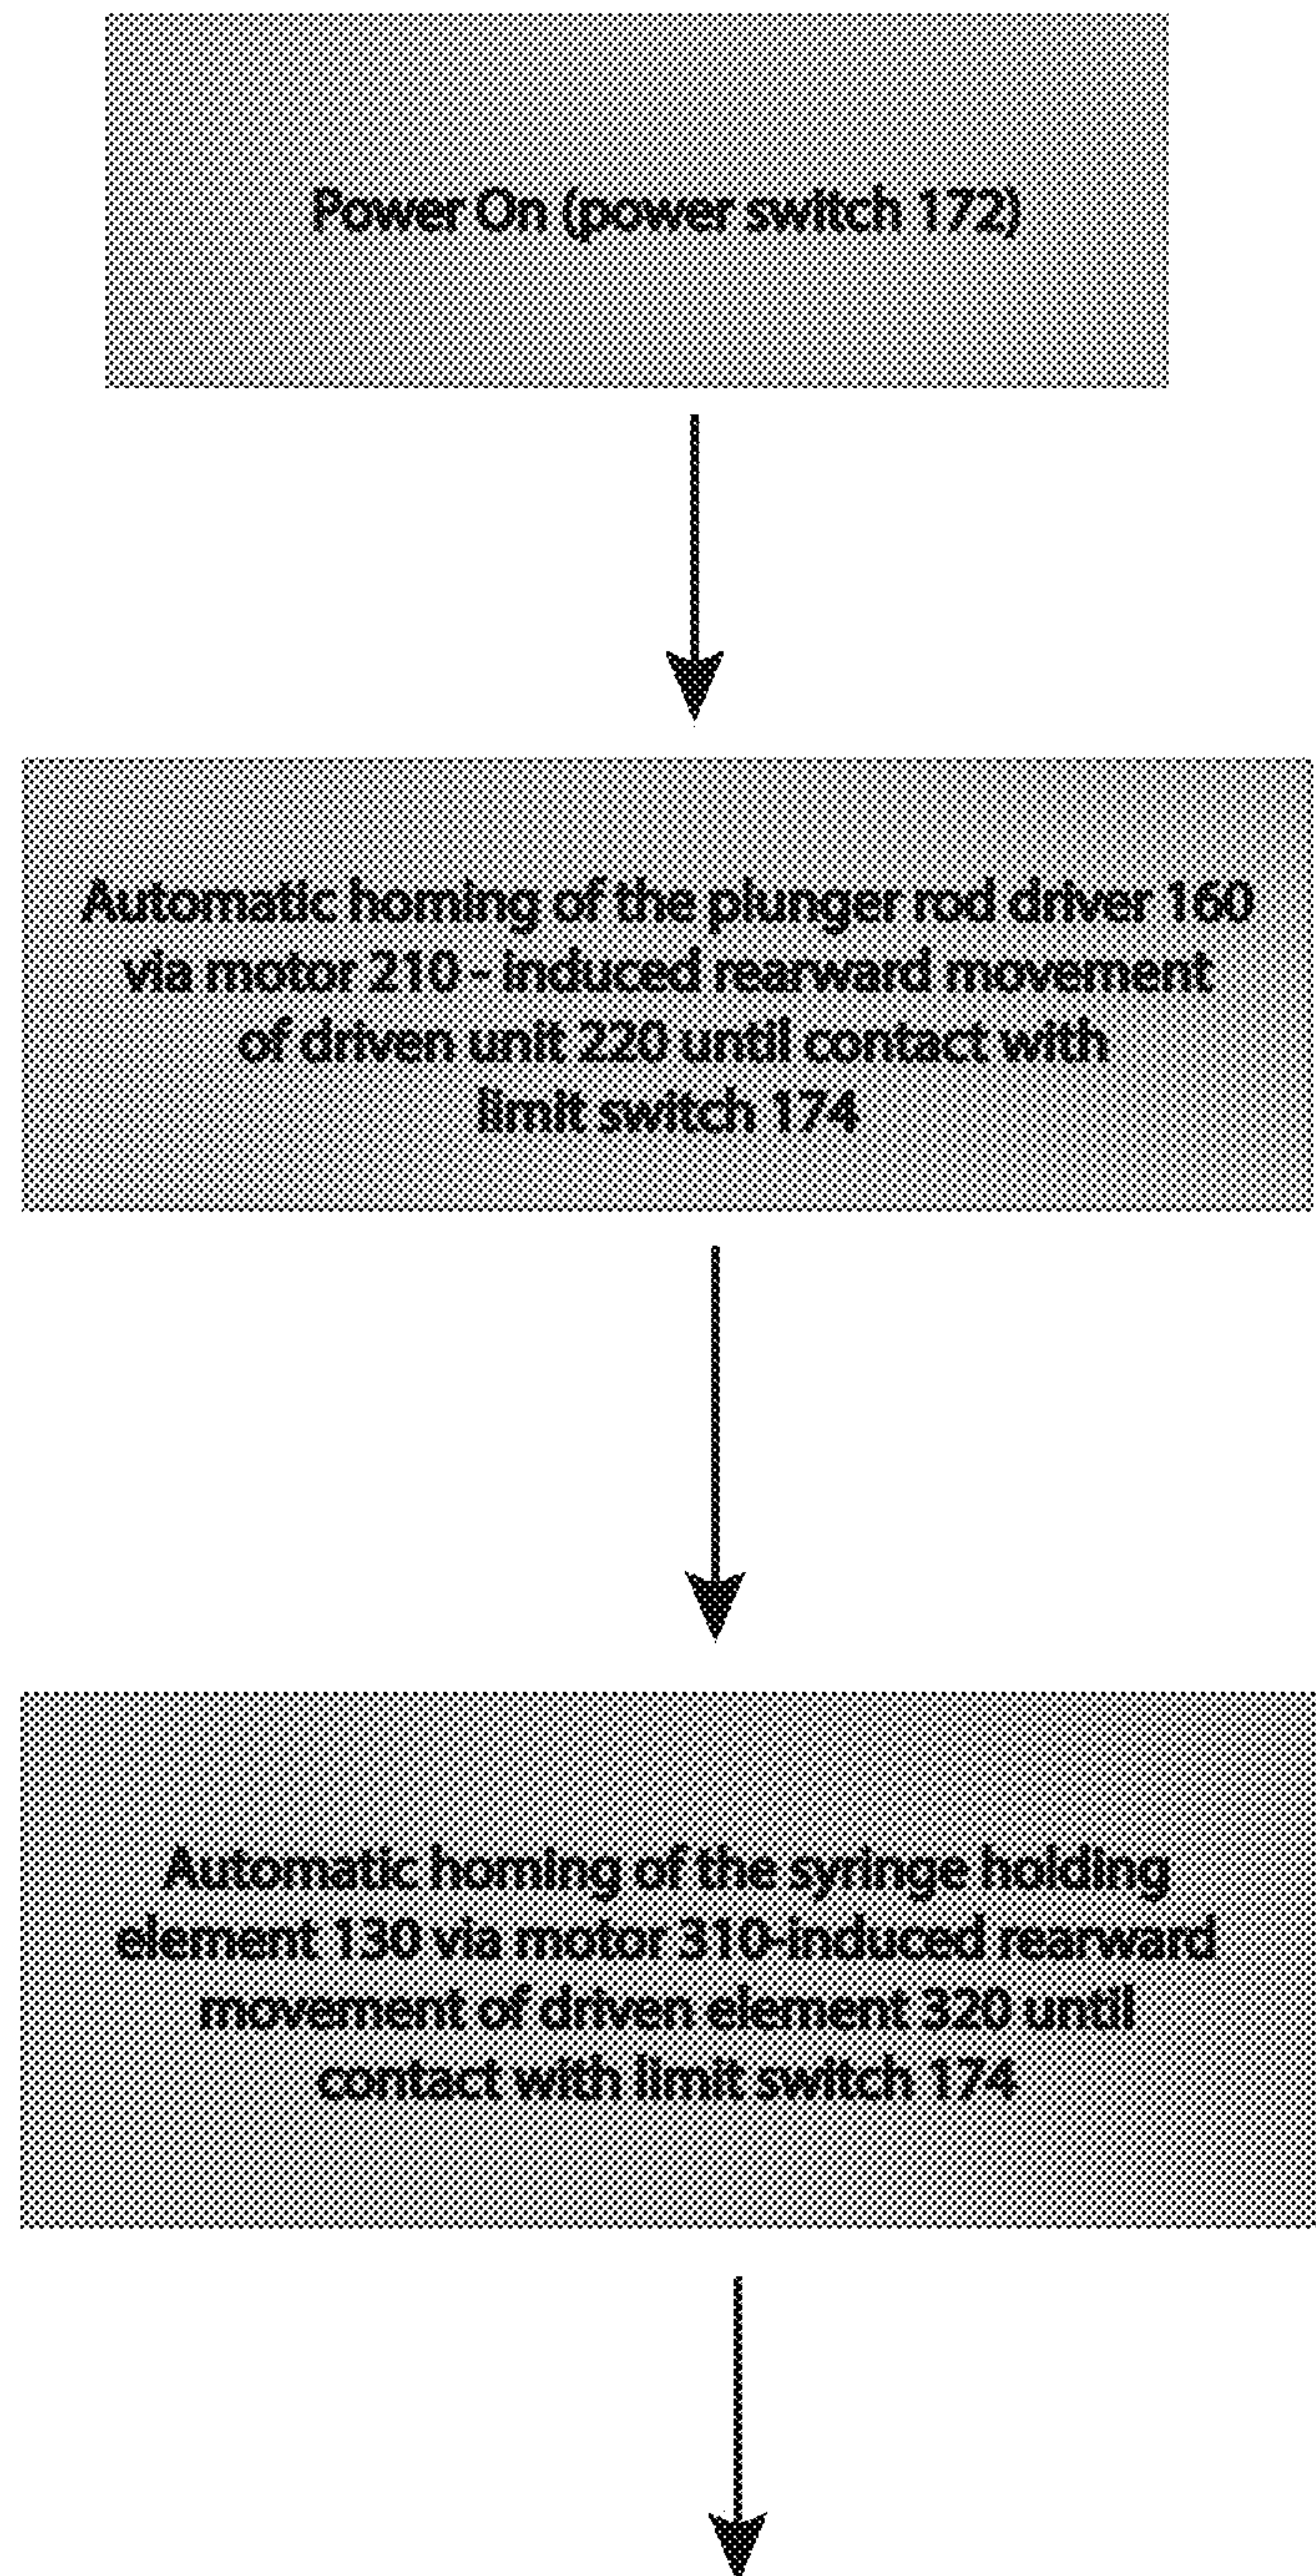 Power On (power switch 172)
Automatic homing of the plunger rod driver 160
via motor 210 - induced rearward movement
of driven unit 220 until contact with
limit switch 174
Automatic homing of the syringe holding
element 130 via motor 310-induced rearward
movement of driven element 320 until
contact with limit switch 174